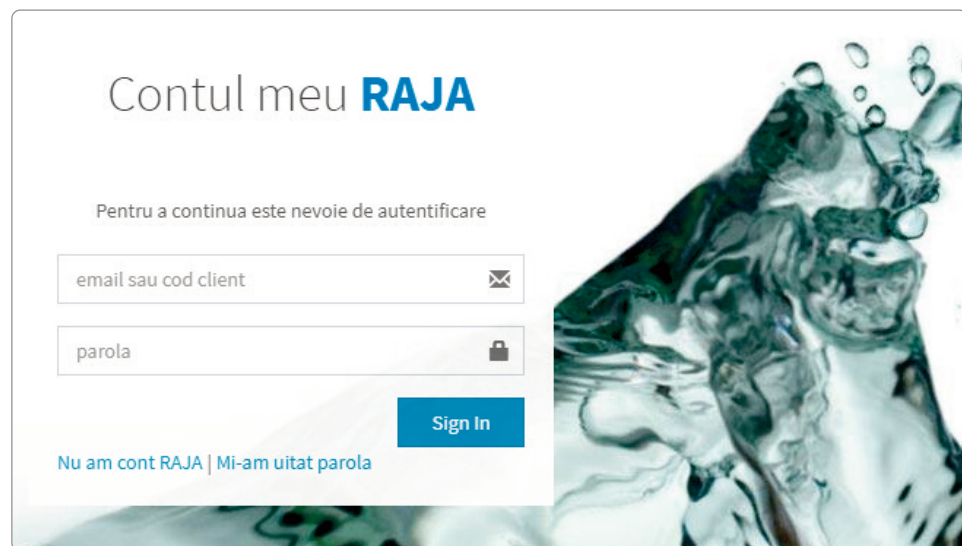 Contul meu RAJA
Pentru a continua este nevoie de autentificare
email sau cod client
parola
Sign In
Nu am cont RAJA | Mi-am uitat parola